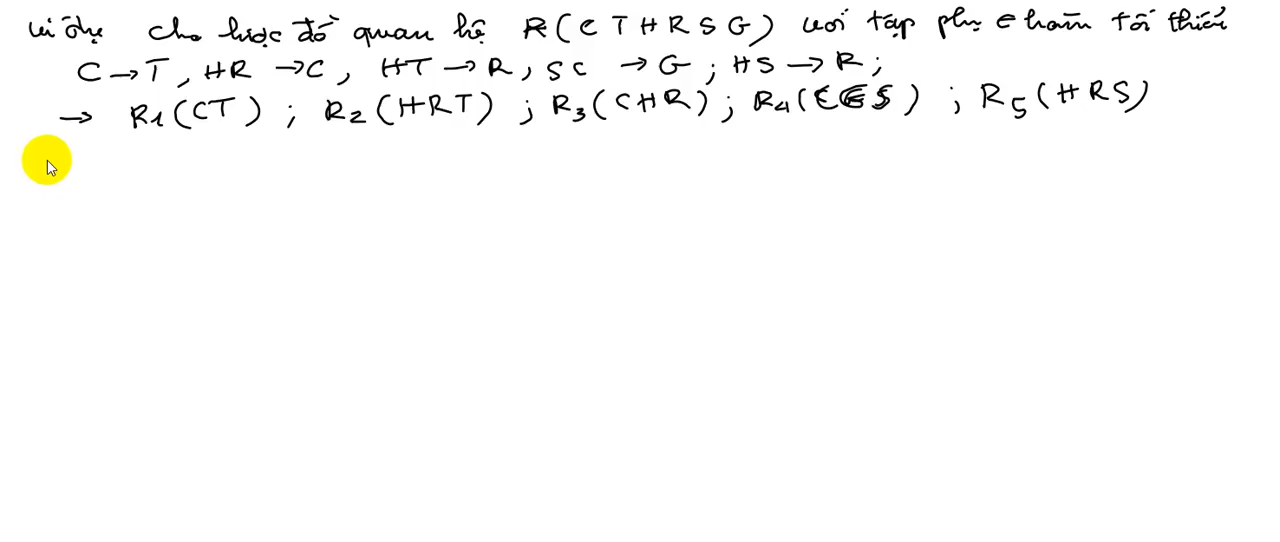 ví dụ cho lược đồ quan hệ R(C T H R S G) với tập phụ thuộc hàm tối thiểu
C → T, HR → C, HT → R, SC → G; HS → R;
→ R1(CT); R2(HRT); R3(CHR); R4(CGS); R5(HRS)